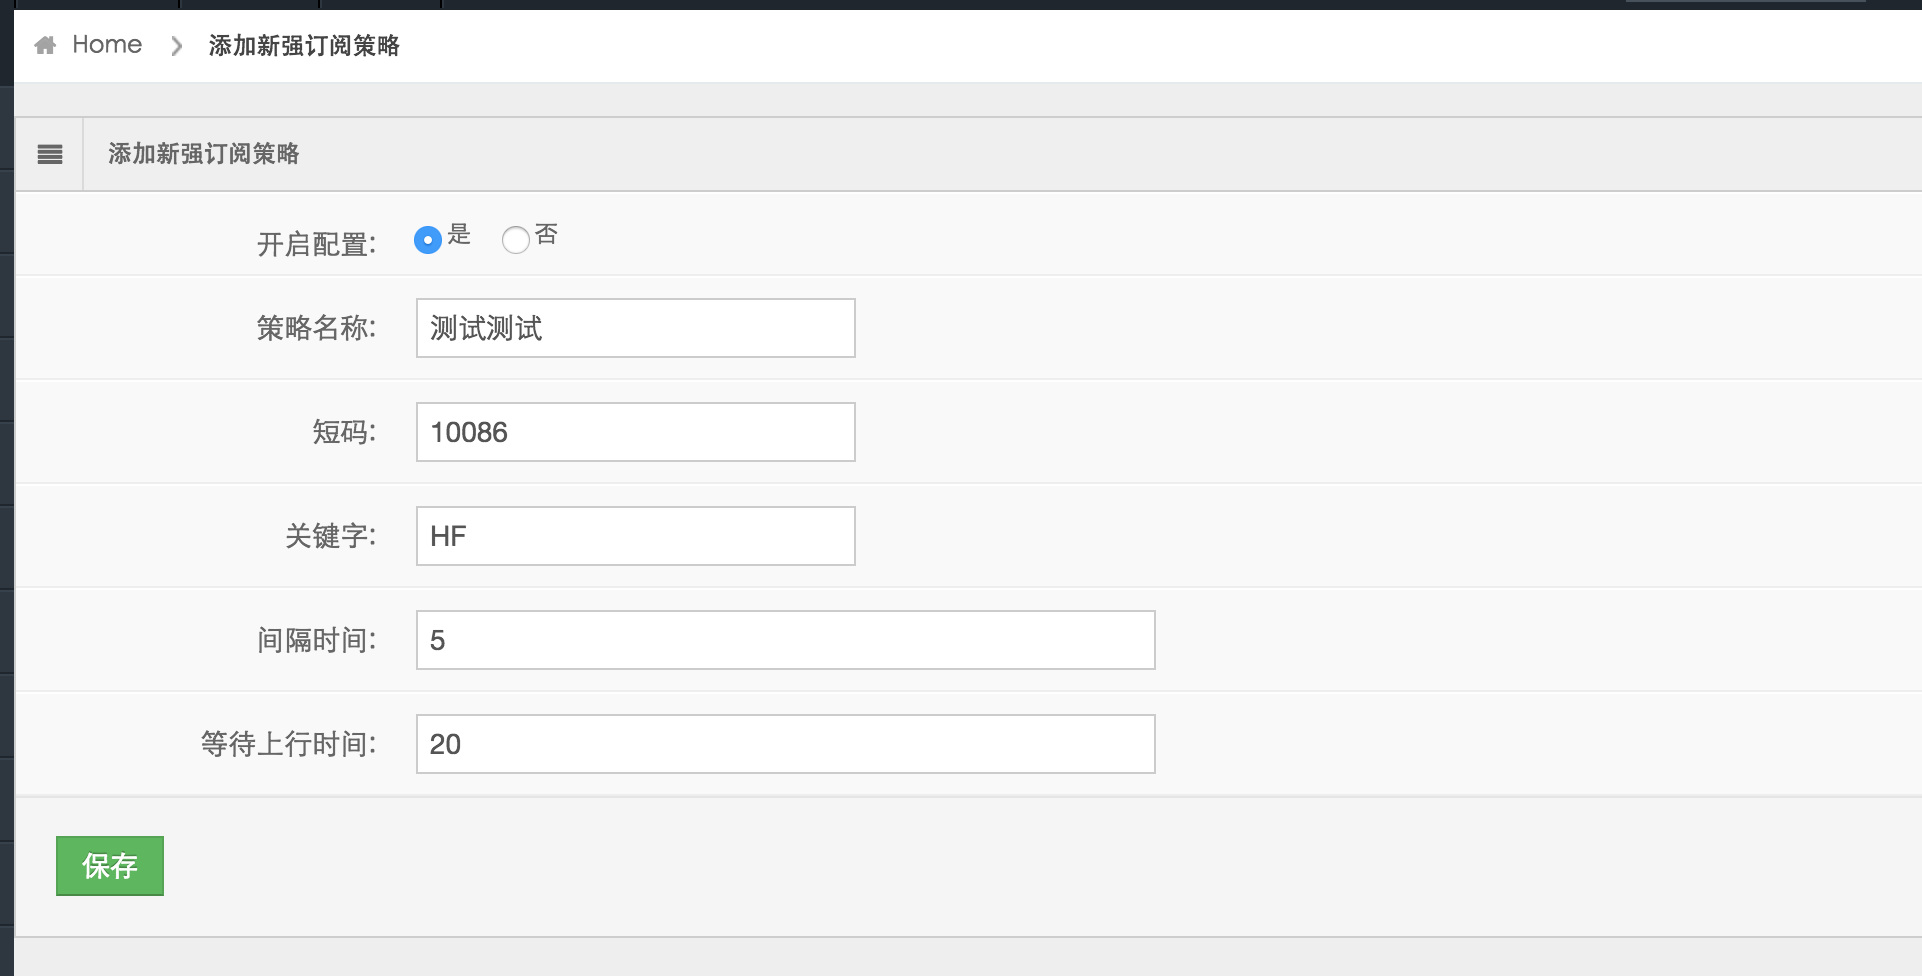 Home 添加新强订阅策略
添加新强订阅策略
开启配置: 是 否
策略名称: 测试测试
短码: 10086
关键字: HF
间隔时间: 5
等待上行时间: 20
保存